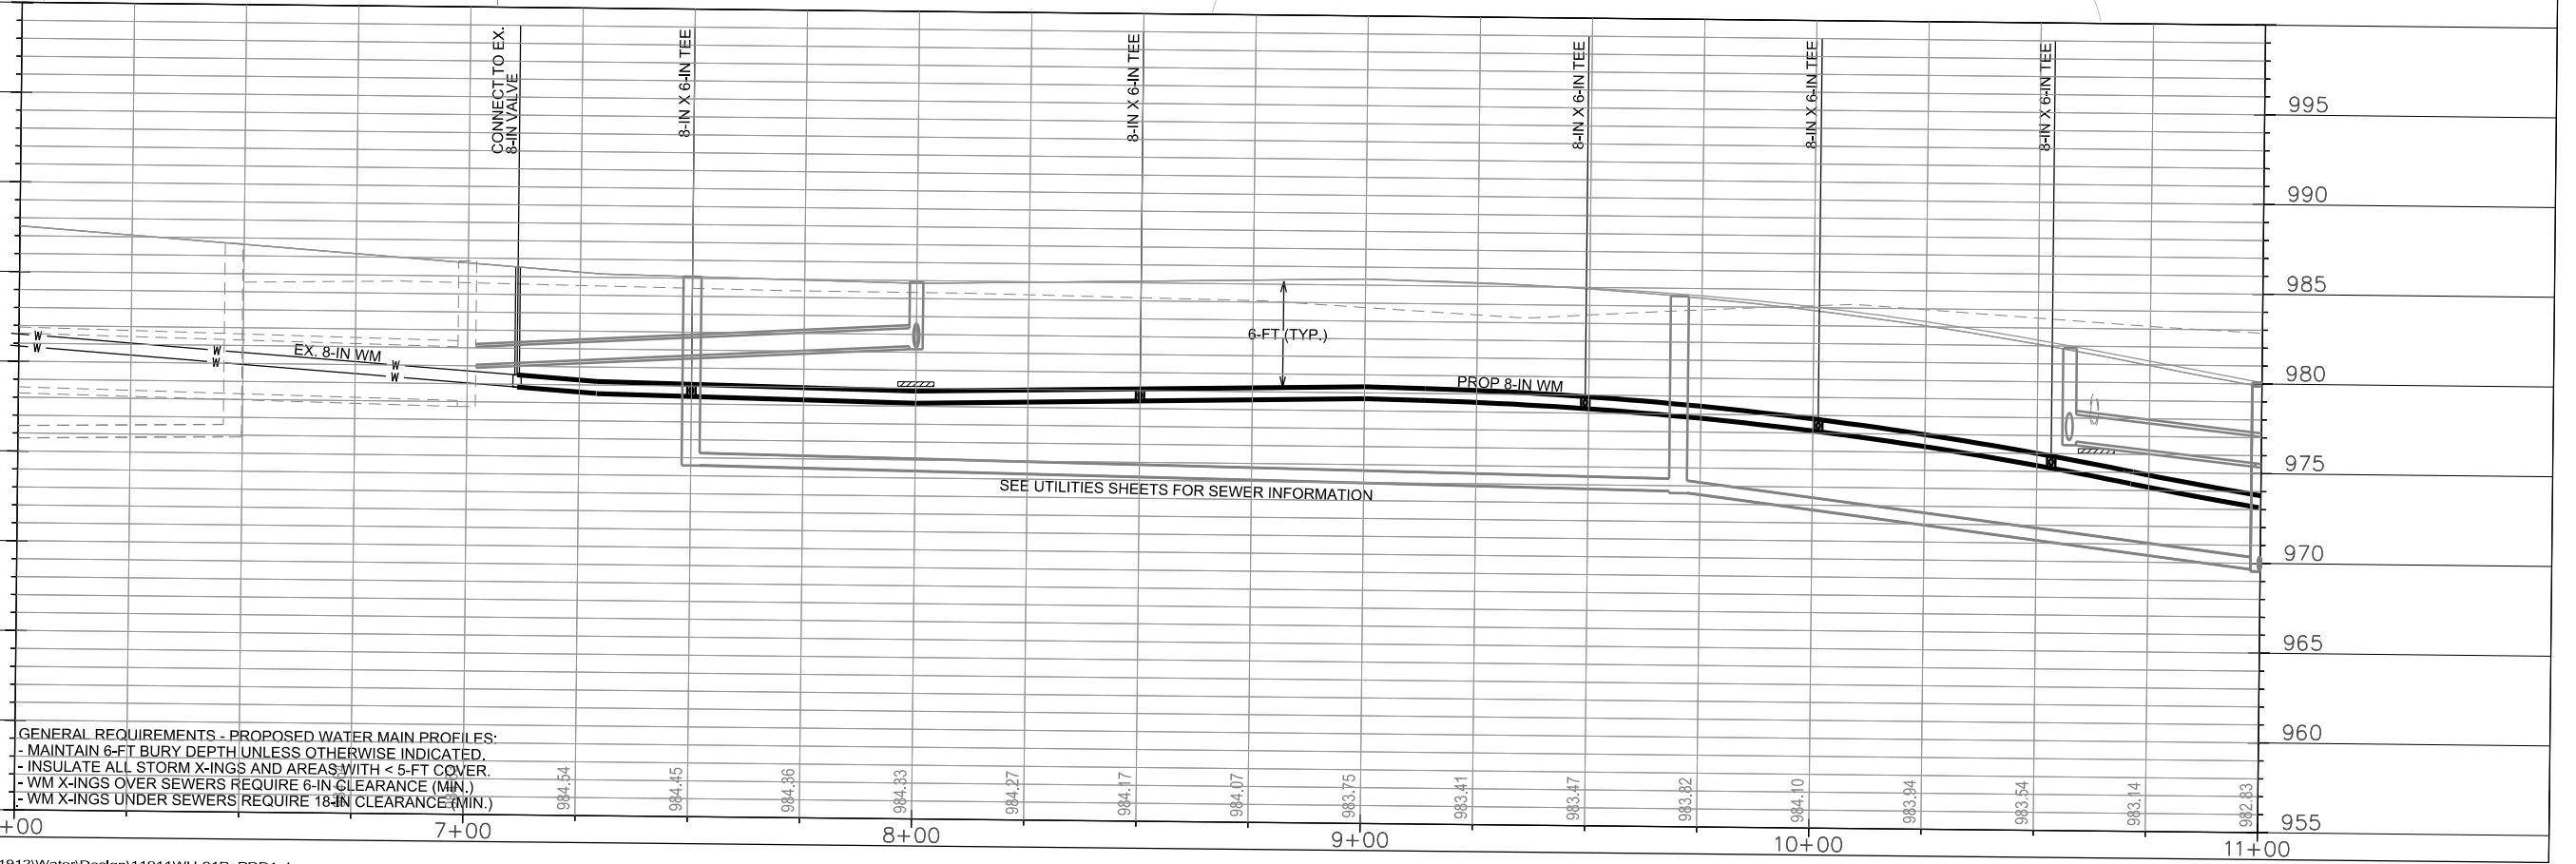 CONNECT TO EX.
8-IN VALVE
8-IN X 6-IN TEE
8-IN X 6-IN TEE
8-IN X 6-IN TEE
8-IN X 6-IN TEE
8-IN X 6-IN TEE
995
990
985
980
975
970
965
960
955
W
W
W
W
W
W
EX. 8-IN WM
6-FT (TYP.)
PROP 8-IN WM
SEE UTILITIES SHEETS FOR SEWER INFORMATION
GENERAL REQUIREMENTS - PROPOSED WATER MAIN PROFILES:
- MAINTAIN 6-FT BURY DEPTH UNLESS OTHERWISE INDICATED.
- INSULATE ALL STORM X-INGS AND AREAS WITH < 5-FT COVER.
- WM X-INGS OVER SEWERS REQUIRE 6-IN CLEARANCE (MIN.)
- WM X-INGS UNDER SEWERS REQUIRE 18-IN CLEARANCE (MIN.)
984.54
984.45
984.36
984.33
984.27
984.17
984.07
983.75
983.41
983.47
983.82
984.10
983.94
983.54
983.14
982.83
+00
7+00
8+00
9+00
10+00
11+00